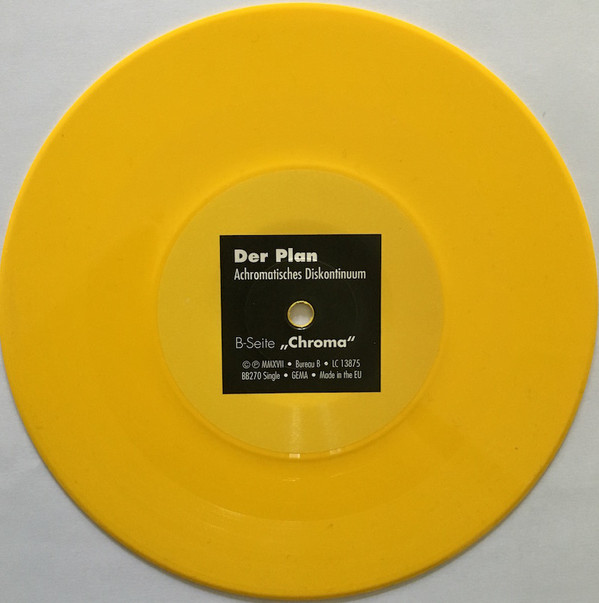 Der Plan
Achromatisches Diskontinuum
B-Seite „Chroma“
© ℗ MMXVII • Bureau B • LC 13875
BB270 Single • GEMA • Made in the EU